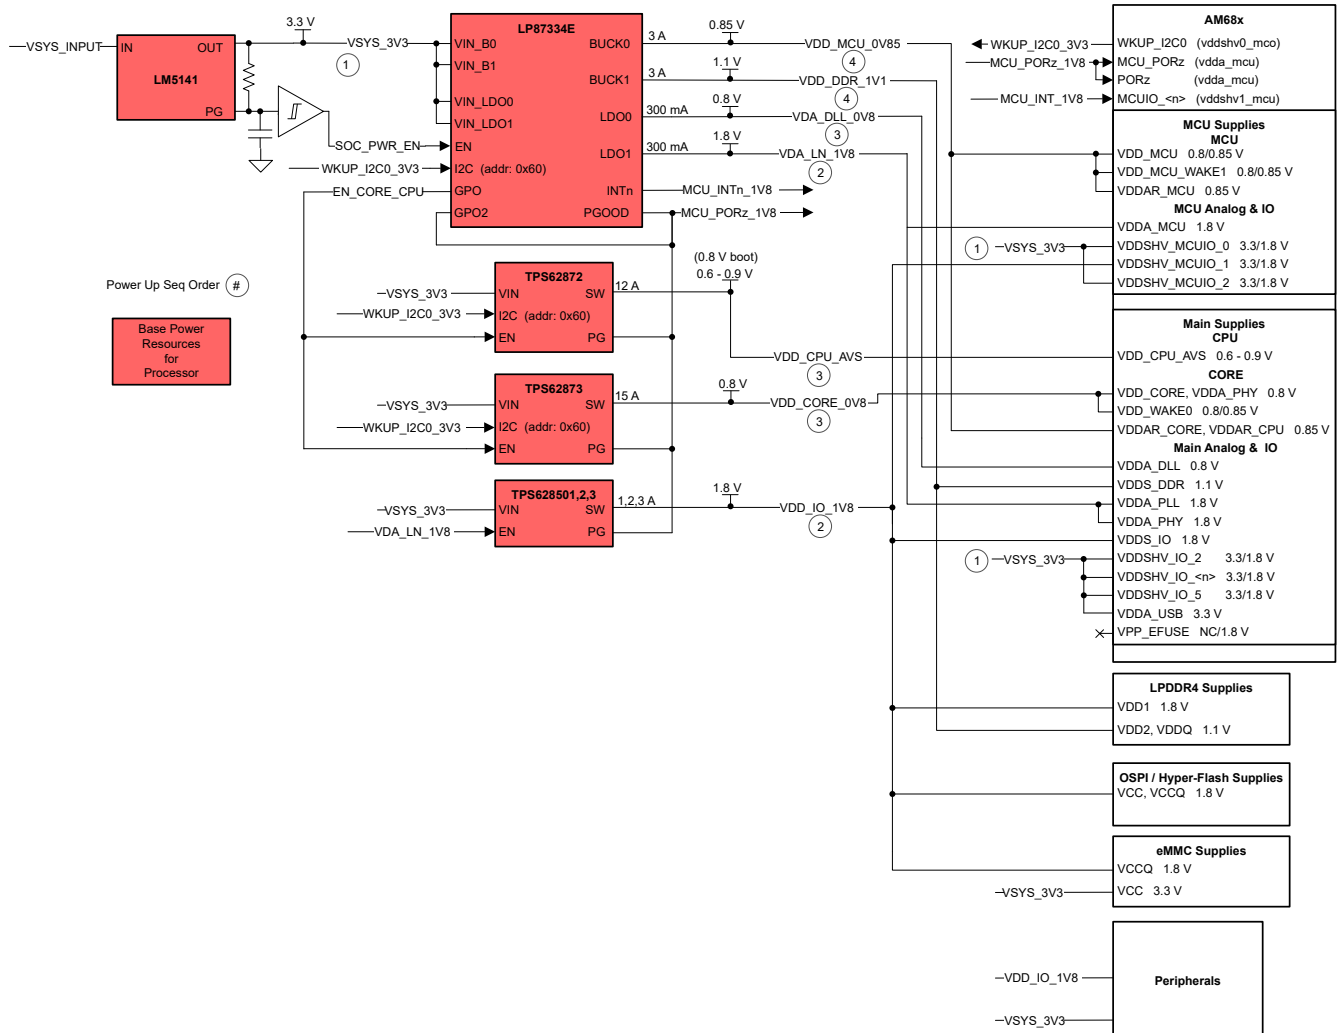 VSYS_INPUT
IN
OUT
LM5141
PG
3.3 V
VSYS_3V3
1
SOC_PWR_EN
WKUP_I2C0_3V3
EN_CORE_CPU
LP87334E
VIN_B0
VIN_B1
VIN_LDO0
VIN_LDO1
EN
I2C (addr: 0x60)
GPO
GPO2
BUCK0
BUCK1
LDO0
LDO1
INTn
PGOOD
3 A
0.85 V
VDD_MCU_0V85
4
3 A
1.1 V
VDD_DDR_1V1
4
300 mA
0.8 V
VDA_DLL_0V8
3
300 mA
1.8 V
VDA_LN_1V8
2
MCU_INTn_1V8
MCU_PORz_1V8
Power Up Seq Order #
Base Power
Resources
for
Processor
TPS62872
VSYS_3V3
VIN
SW
12 A
WKUP_I2C0_3V3
I2C (addr: 0x60)
EN
PG
(0.8 V boot)
0.6 - 0.9 V
VDD_CPU_AVS
3
TPS62873
VSYS_3V3
VIN
SW
15 A
WKUP_I2C0_3V3
I2C (addr: 0x60)
EN
PG
0.8 V
VDD_CORE_0V8
3
TPS628501,2,3
VSYS_3V3
VIN
SW
1,2,3 A
VDA_LN_1V8
EN
PG
1.8 V
VDD_IO_1V8
2
AM68x
WKUP_I2C0_3V3
WKUP_I2C0 (vddshv0_mco)
MCU_PORz_1V8
MCU_PORz (vdda_mcu)
PORz (vdda_mcu)
MCU_INT_1V8
MCUIO_<n> (vddshv1_mcu)
MCU Supplies
MCU
VDD_MCU 0.8/0.85 V
VDD_MCU_WAKE1 0.8/0.85 V
VDDAR_MCU 0.85 V
MCU Analog & IO
VDDA_MCU 1.8 V
1
VSYS_3V3
VDDSHV_MCUIO_0 3.3/1.8 V
VDDSHV_MCUIO_1 3.3/1.8 V
VDDSHV_MCUIO_2 3.3/1.8 V
Main Supplies
CPU
VDD_CPU_AVS 0.6 - 0.9 V
CORE
VDD_CORE, VDDA_PHY 0.8 V
VDD_WAKE0 0.8/0.85 V
VDDAR_CORE, VDDAR_CPU 0.85 V
Main Analog & IO
VDDA_DLL 0.8 V
VDDS_DDR 1.1 V
VDDA_PLL 1.8 V
VDDA_PHY 1.8 V
VDDS_IO 1.8 V
1
VSYS_3V3
VDDSHV_IO_2 3.3/1.8 V
VDDSHV_IO_<n> 3.3/1.8 V
VDDSHV_IO_5 3.3/1.8 V
VDDA_USB 3.3 V
VPP_EFUSE NC/1.8 V
LPDDR4 Supplies
VDD1 1.8 V
VDD2, VDDQ 1.1 V
OSPI / Hyper-Flash Supplies
VCC, VCCQ 1.8 V
eMMC Supplies
VCCQ 1.8 V
VSYS_3V3
VCC 3.3 V
VDD_IO_1V8
Peripherals
VSYS_3V3